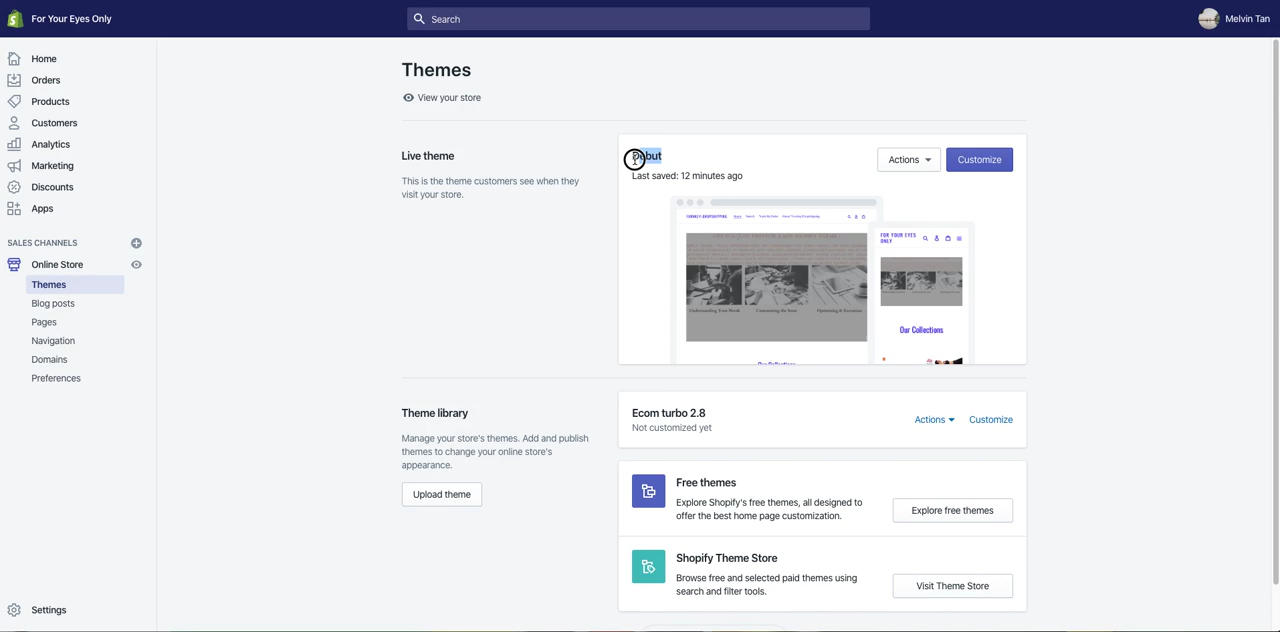 For Your Eyes Only
Search
Melvin Tan
Home
Orders
Products
Customers
Analytics
Marketing
Discounts
Apps
SALES CHANNELS
Online Store
Themes
Blog posts
Pages
Navigation
Domains
Preferences
Settings
Themes
View your store
Live theme
This is the theme customers see when they
visit your store.
Debut
Last saved: 12 minutes ago
Actions
Customize
FOR YOUR EYES
ONLY
Our Collections
Our Collections
Theme library
Manage your store's themes. Add and publish
themes to change your online store's
appearance.
Upload theme
Ecom turbo 2.8
Not customized yet
Actions
Customize
Free themes
Explore Shopify's free themes, all designed to
offer the best home page customization.
Explore free themes
Shopify Theme Store
Browse free and selected paid themes using
search and filter tools.
Visit Theme Store